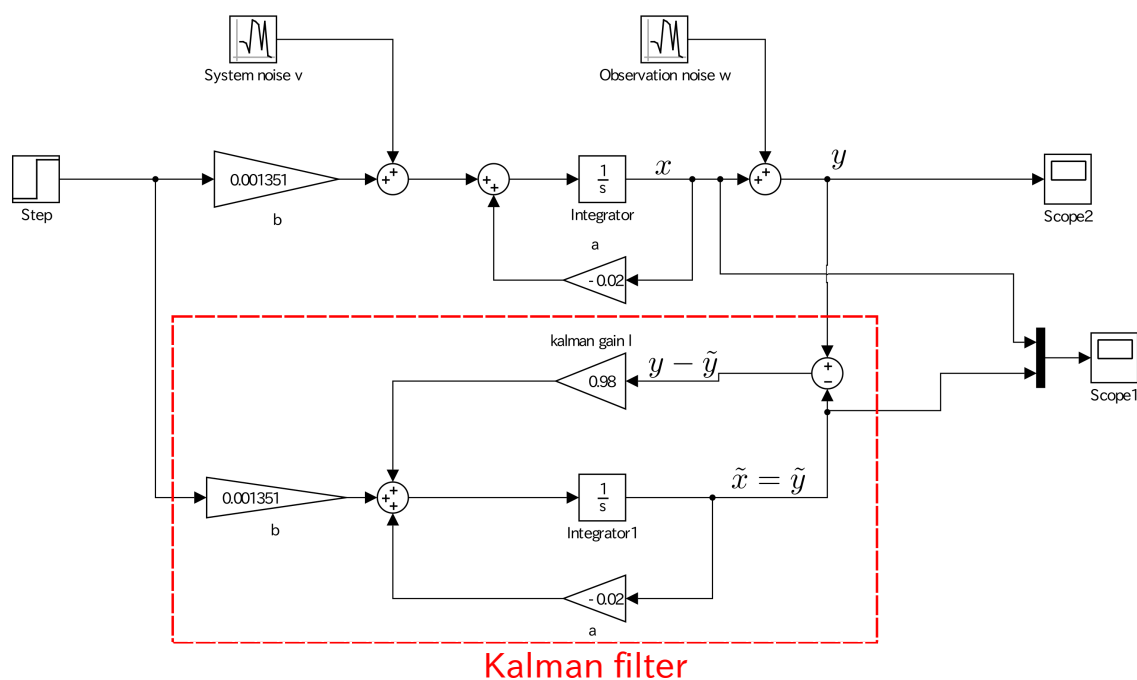 System noise v
Observation noise w
Step
0.001351
b
+
+
+
+
1
s
Integrator
x
+
+
y
Scope2
a
- 0.02
kalman gain l
0.98
y − ỹ
+
−
Scope1
0.001351
b
+
+
+
1
s
Integrator1
x̃ = ỹ
- 0.02
a
Kalman filter